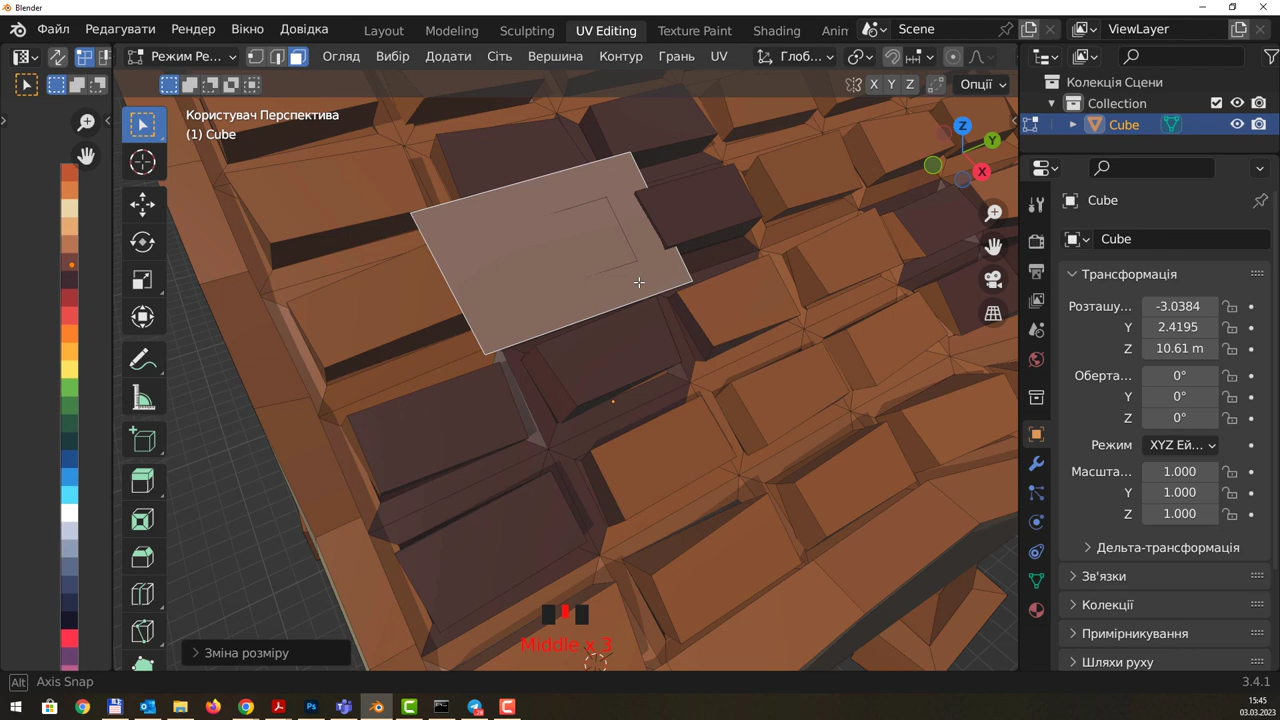 Blender
Файл Редагувати Рендер Вікно Довідка Layout Modeling Sculpting UV Editing Texture Paint Shading Anim Scene ViewLayer
Режим Ре... Огляд Вибір Додати Сіть Вершина Контур Грань UV Глоб...
X Y Z Опції
Користувач Перспектива
(1) Cube
Z
Y
X
Колекція Сцени
Collection
Cube
Cube
Cube
Трансформація
Розташу... -3.0384
Y 2.4195
Z 10.61 m
Оберта... 0°
Y 0°
Z 0°
Режим XYZ Ей...
Масшта... 1.000
Y 1.000
Z 1.000
Дельта-трансформація
Зв'язки
Колекції
Примірникування
Шляхи руху
Middle x 3
Зміна розміру
Alt Axis Snap 3.4.1
15:45
03.03.2023